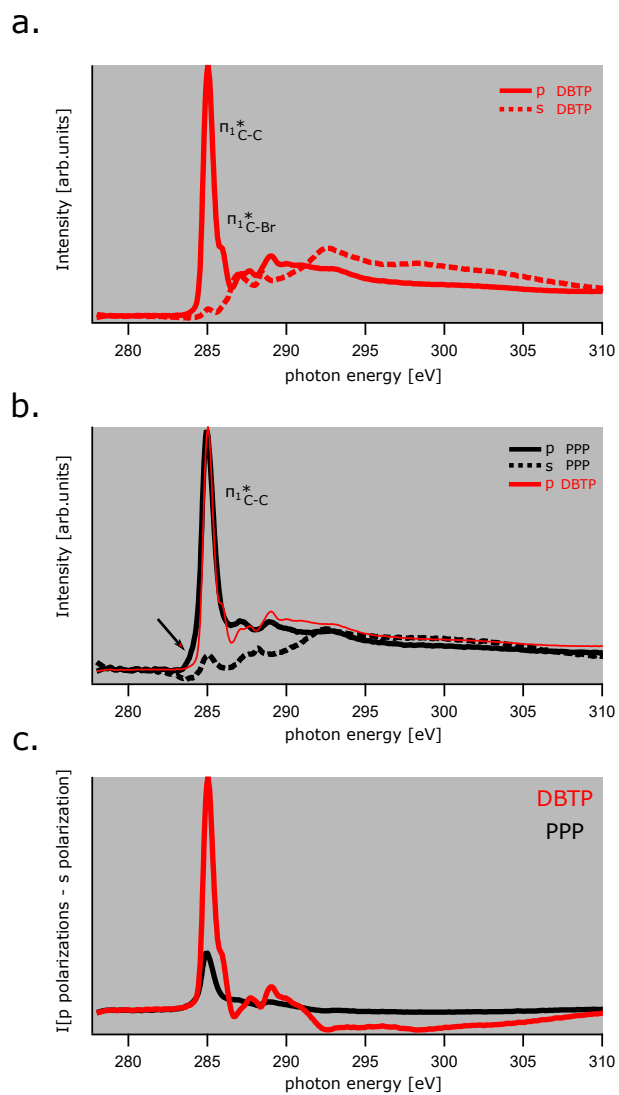 a.
Intensity [arb.units]
p DBTP
s DBTP
π₁*C-C
π₁*C-Br
280 285 290 295 300 305 310
photon energy [eV]
b.
Intensity [arb.units]
p PPP
s PPP
p DBTP
π₁*C-C
280 285 290 295 300 305 310
photon energy [eV]
c.
I[p polarizations - s polarization]
DBTP
PPP
280 285 290 295 300 305 310
photon energy [eV]